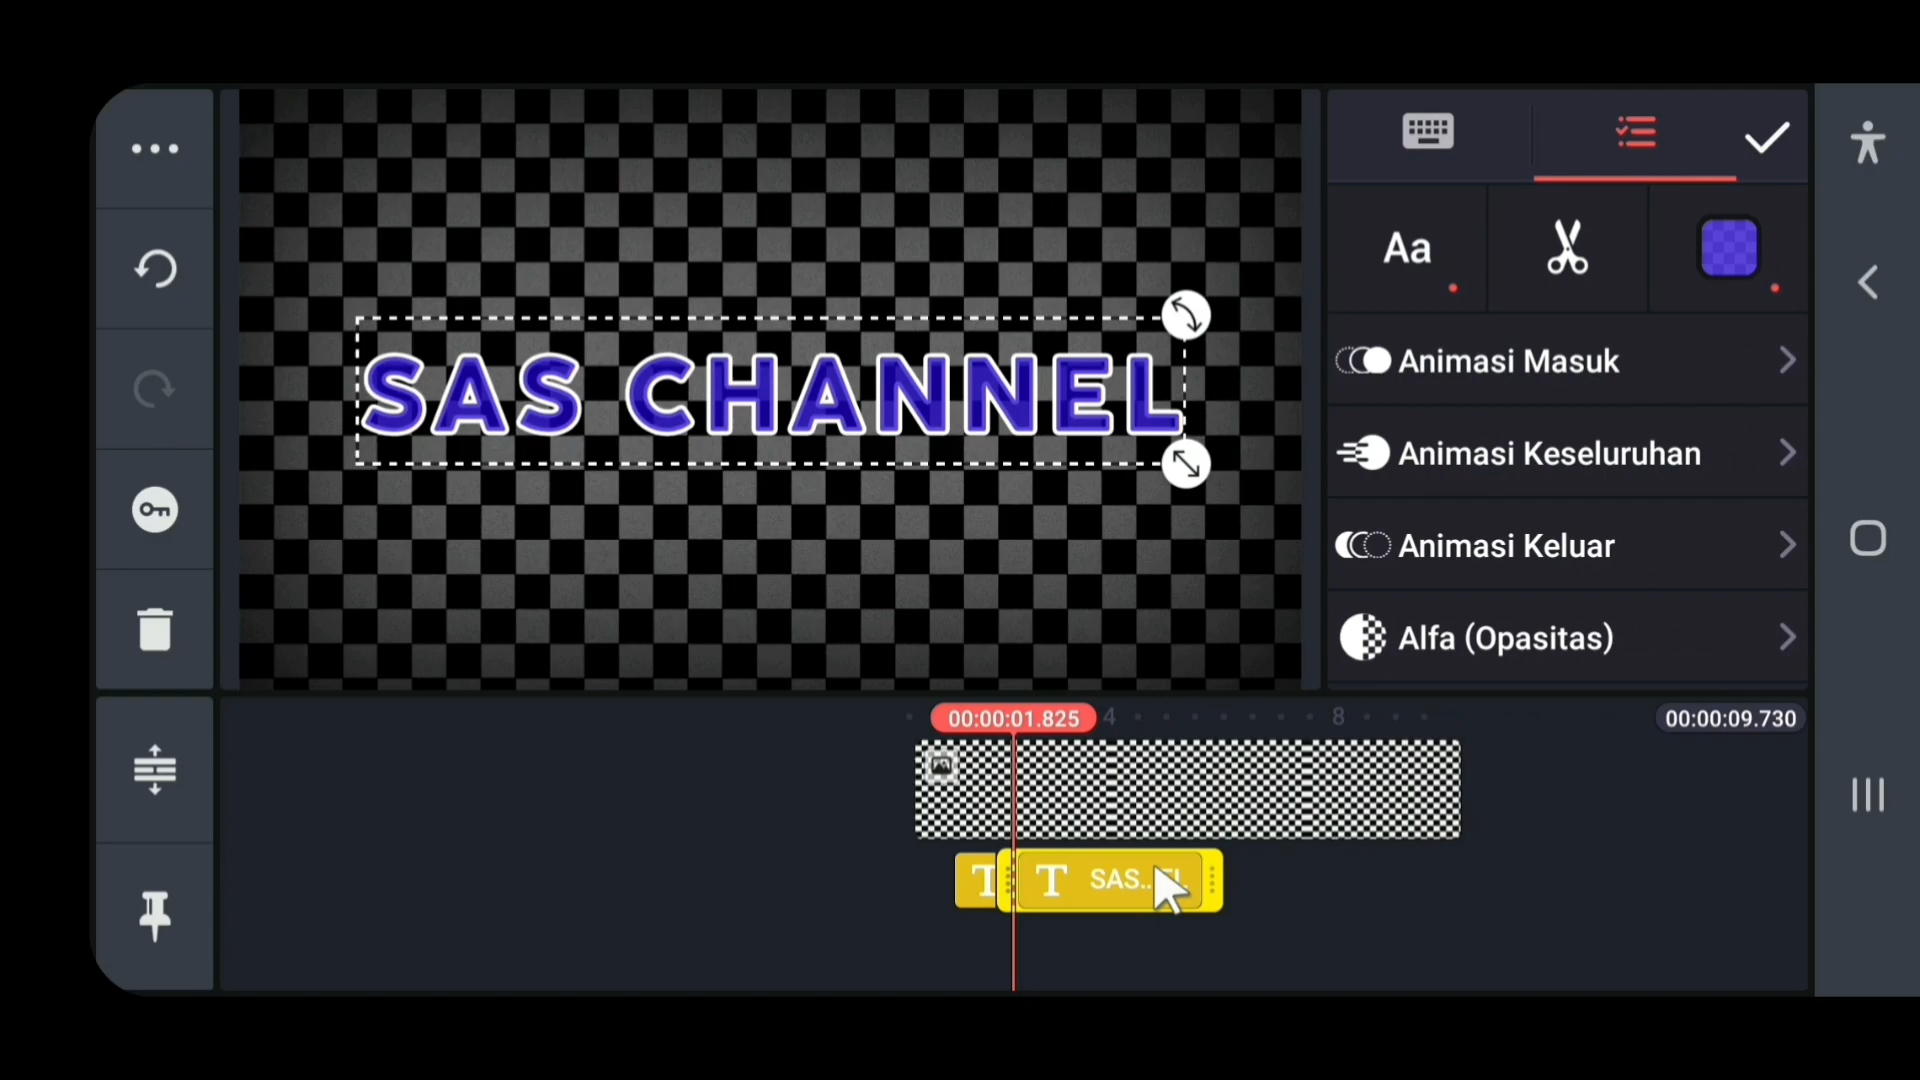 Aa
Animasi Masuk
SAS CHANNEL
Animasi Keseluruhan
Animasi Keluar
Alfa (Opasitas)
00:00:01.825
4
8
00:00:09.730
T
T SAS..EL